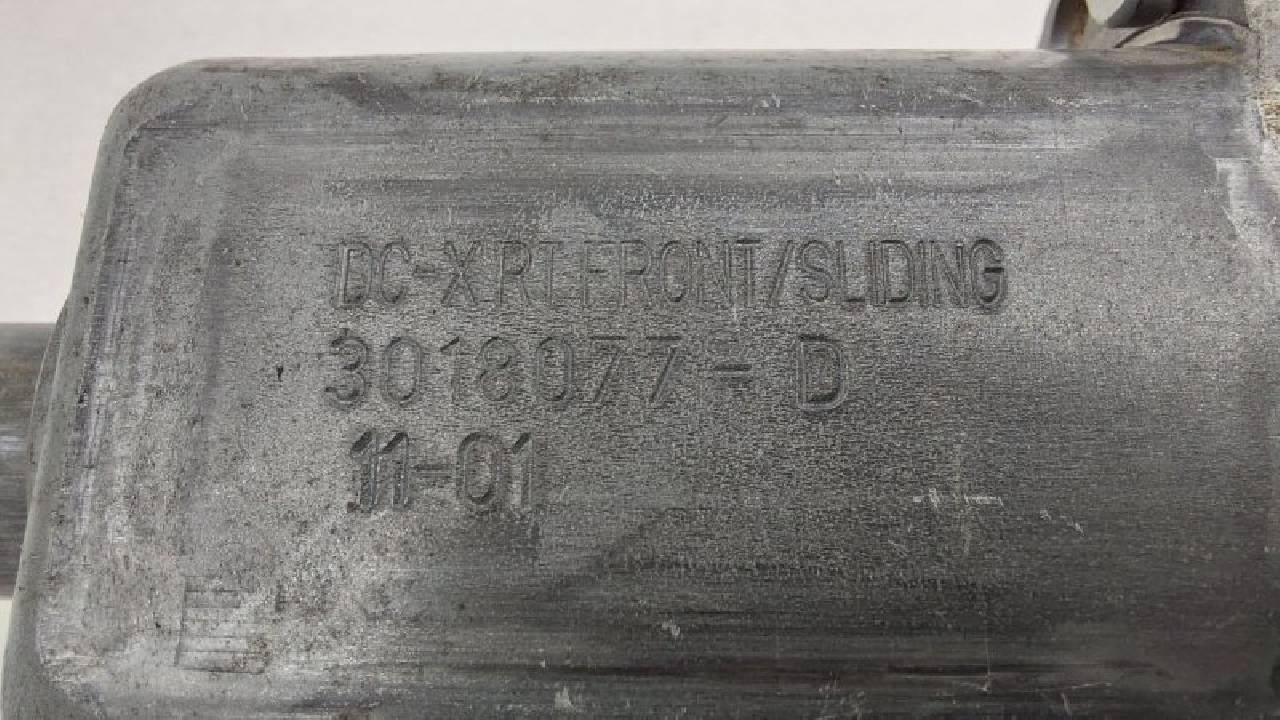 DC-X RT FRONT/SLIDING
3018077-D
11-01